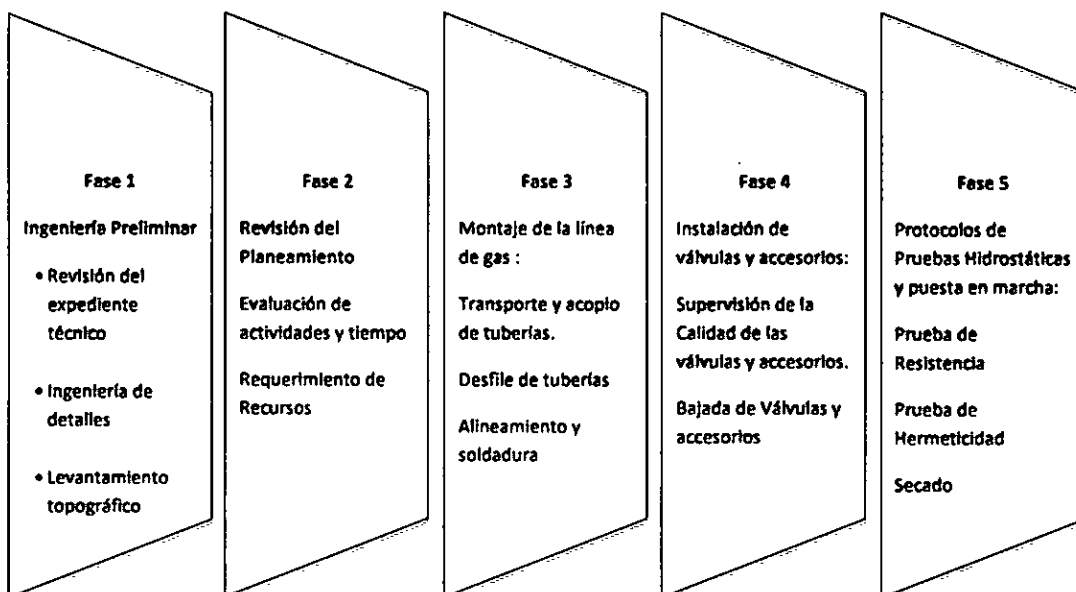 Fase 1
Ingeniería Preliminar
• Revisión del
expediente
técnico
• Ingeniería de
detalles
• Levantamiento
topográfico
Fase 2
Revisión del
Planeamiento
Evaluación de
actividades y tiempo
Requerimiento de
Recursos
Fase 3
Montaje de la línea
de gas :
Transporte y acopio
de tuberías.
Desfile de tuberías
Alineamiento y
soldadura
Fase 4
Instalación de
válvulas y accesorios:
Supervisión de la
Calidad de las
válvulas y accesorios.
Bajada de Válvulas y
accesorios
Fase 5
Protocolos de
Pruebas Hidrostáticas
y puesta en marcha:
Prueba de
Resistencia
Prueba de
Hermeticidad
Secado